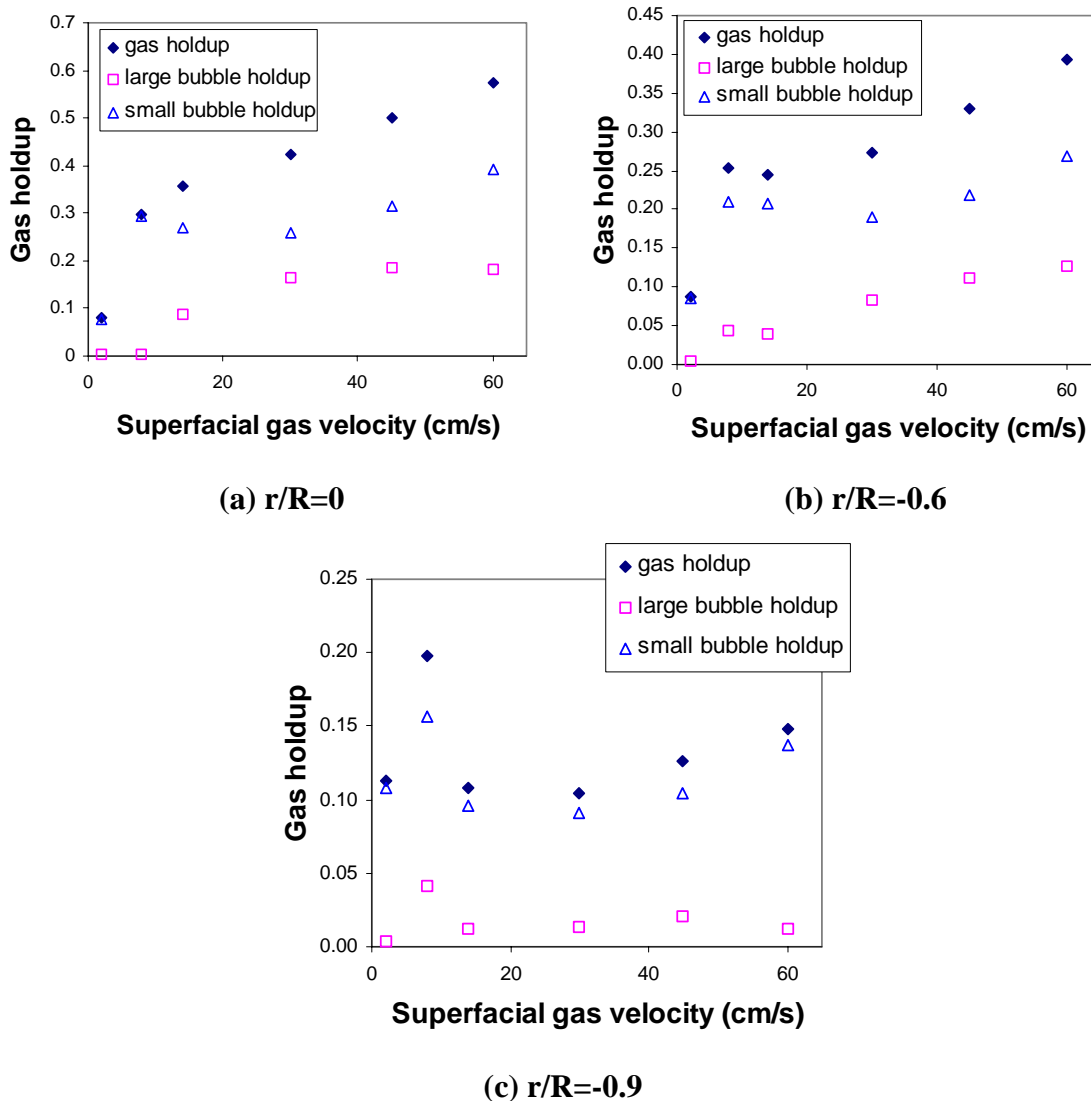 0.7
0.6
0.5
0.4
0.3
0.2
0.1
0
Gas holdup
gas holdup
large bubble holdup
small bubble holdup
0 20 40 60
Superfacial gas velocity (cm/s)
(a) r/R=0
0.45
0.40
0.35
0.30
0.25
0.20
0.15
0.10
0.05
0.00
Gas holdup
gas holdup
large bubble holdup
small bubble holdup
0 20 40 60
Superfacial gas velocity (cm/s)
(b) r/R=-0.6
0.25
0.20
0.15
0.10
0.05
0.00
Gas holdup
gas holdup
large bubble holdup
small bubble holdup
0 20 40 60
Superfacial gas velocity (cm/s)
(c) r/R=-0.9